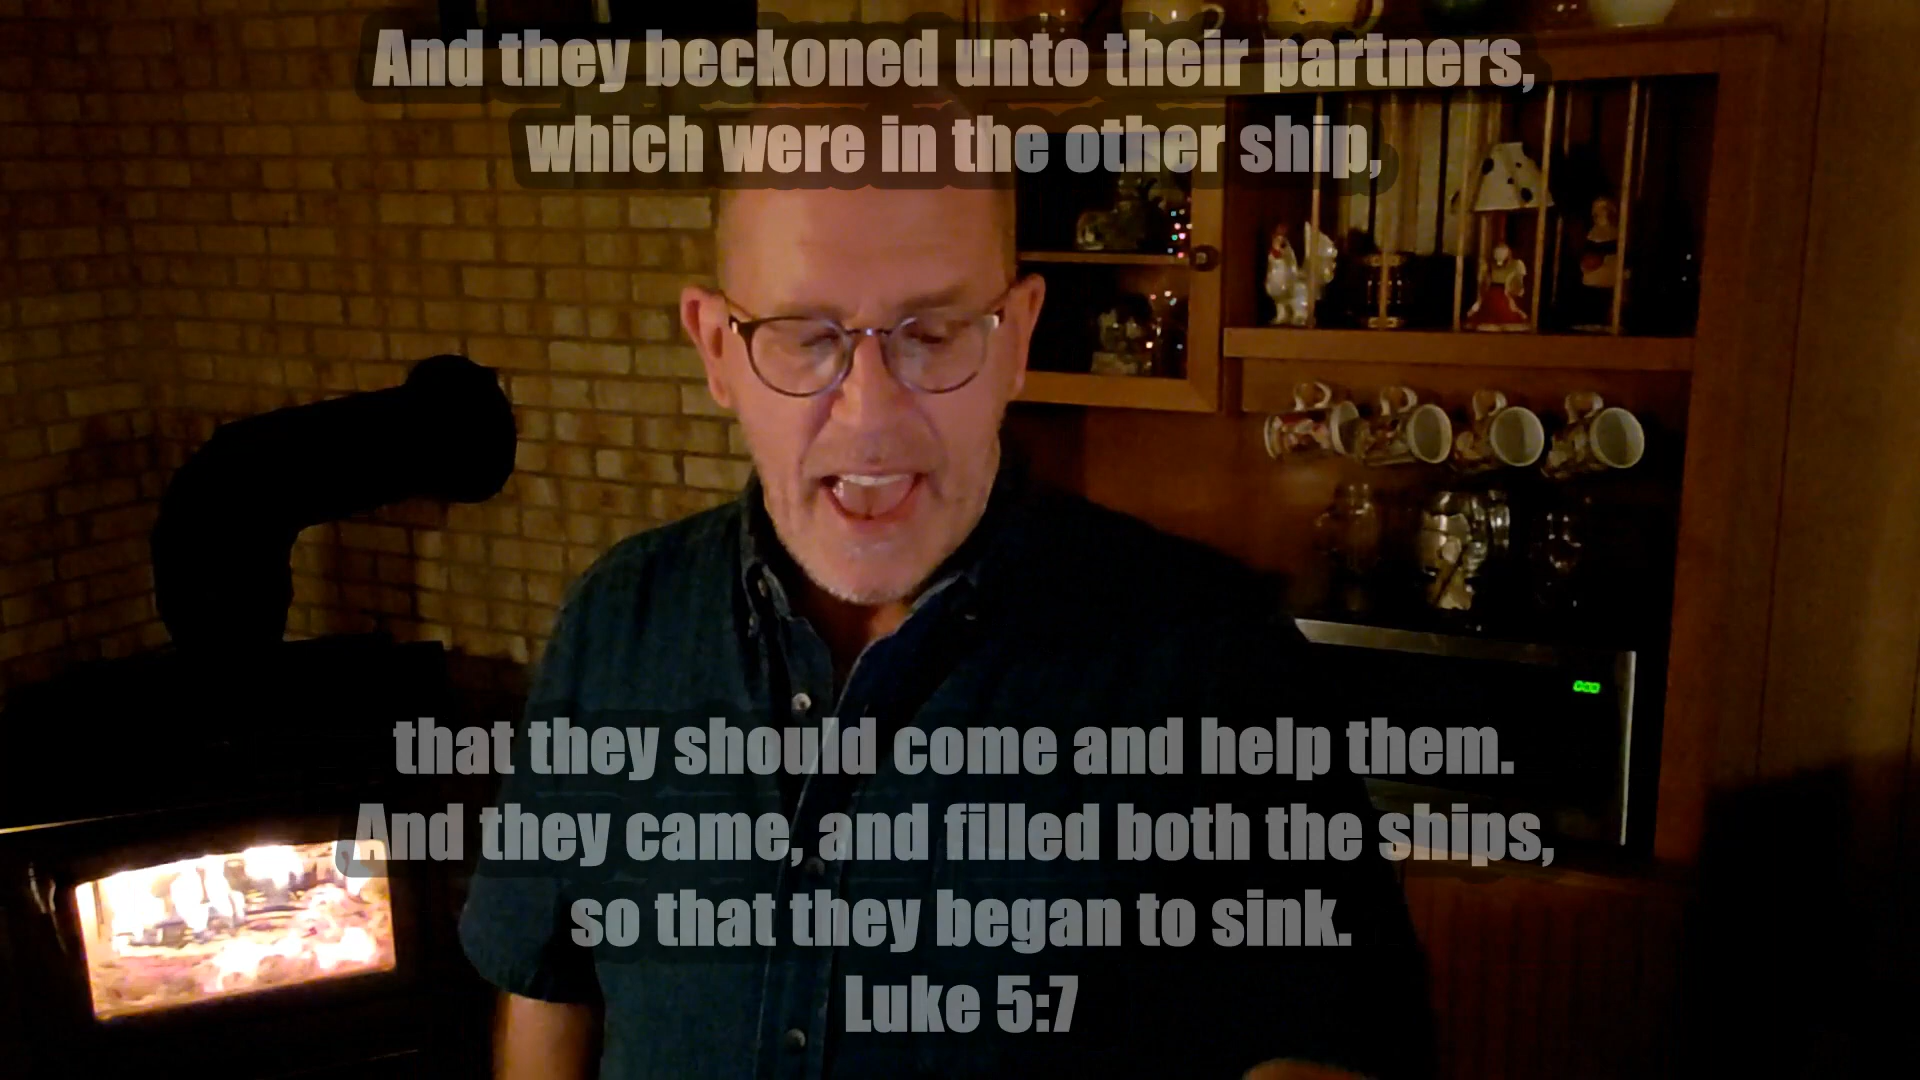 And they beckoned unto their partners,
which were in the other ship,
that they should come and help them.
And they came, and filled both the ships,
so that they began to sink.
Luke 5:7